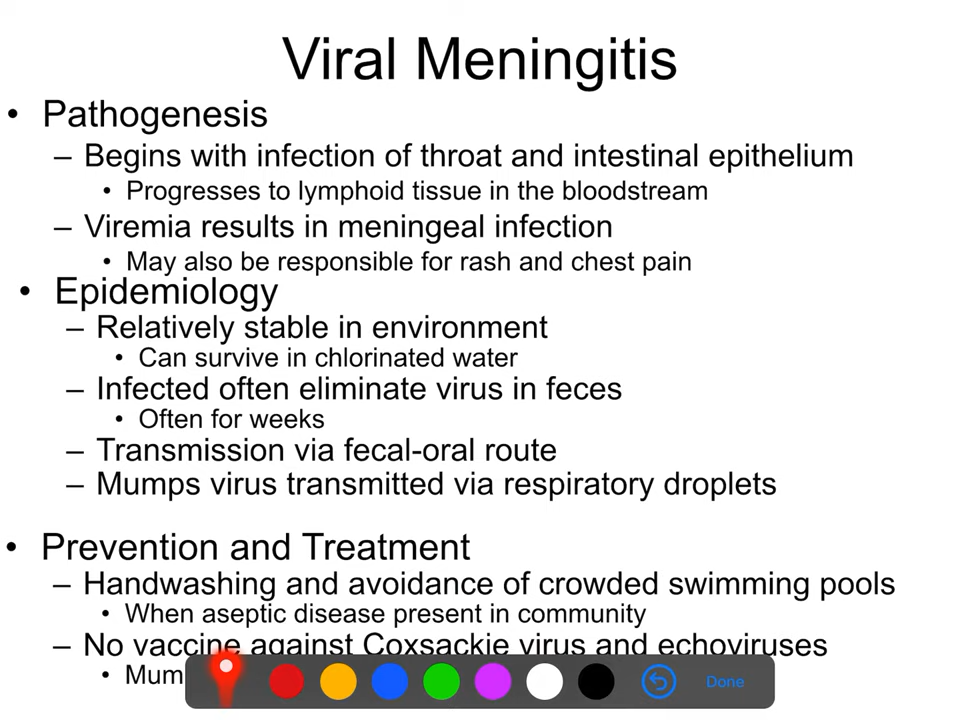 Viral Meningitis
• Pathogenesis
– Begins with infection of throat and intestinal epithelium
• Progresses to lymphoid tissue in the bloodstream
– Viremia results in meningeal infection
• May also be responsible for rash and chest pain
• Epidemiology
– Relatively stable in environment
• Can survive in chlorinated water
– Infected often eliminate virus in feces
• Often for weeks
– Transmission via fecal-oral route
– Mumps virus transmitted via respiratory droplets
• Prevention and Treatment
– Handwashing and avoidance of crowded swimming pools
• When aseptic disease present in community
– No vaccine against Coxsackie virus and echoviruses
• Mum
Done